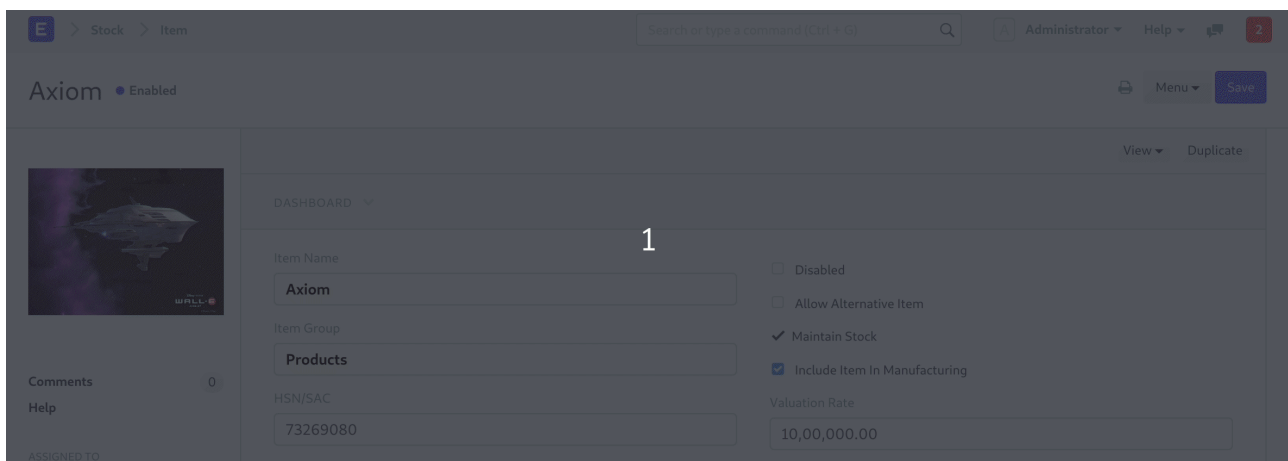 E > Stock > Item
Search or type a command (Ctrl + G)
A Administrator Help 2
Axiom Enabled
Menu Save
View Duplicate
DASHBOARD
WALL-E
1
Item Name
Axiom
Item Group
Products
HSN/SAC
73269080
Disabled
Allow Alternative Item
Maintain Stock
Include Item In Manufacturing
Valuation Rate
10,00,000.00
Comments 0
Help
ASSIGNED TO